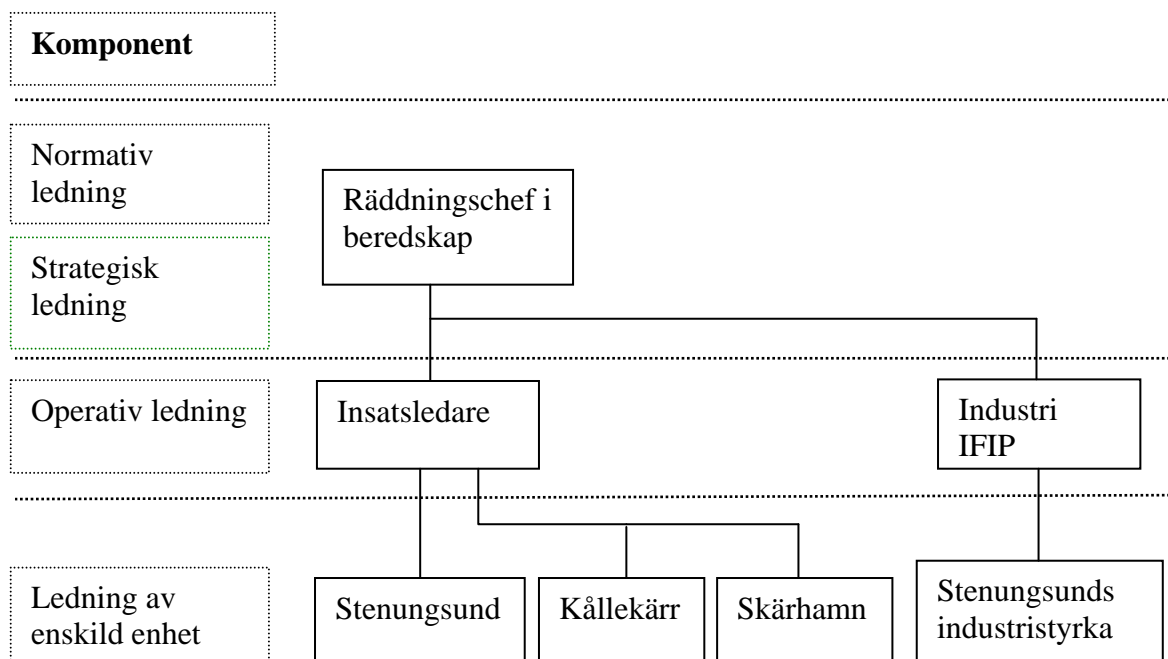 Komponent
Normativ
ledning
Räddningschef i
beredskap
Strategisk
ledning
Operativ ledning
Insatsledare
Industri
IFIP
Ledning av
enskild enhet
Stenungsund
Kållekärr
Skärhamn
Stenungsunds
industristyrka